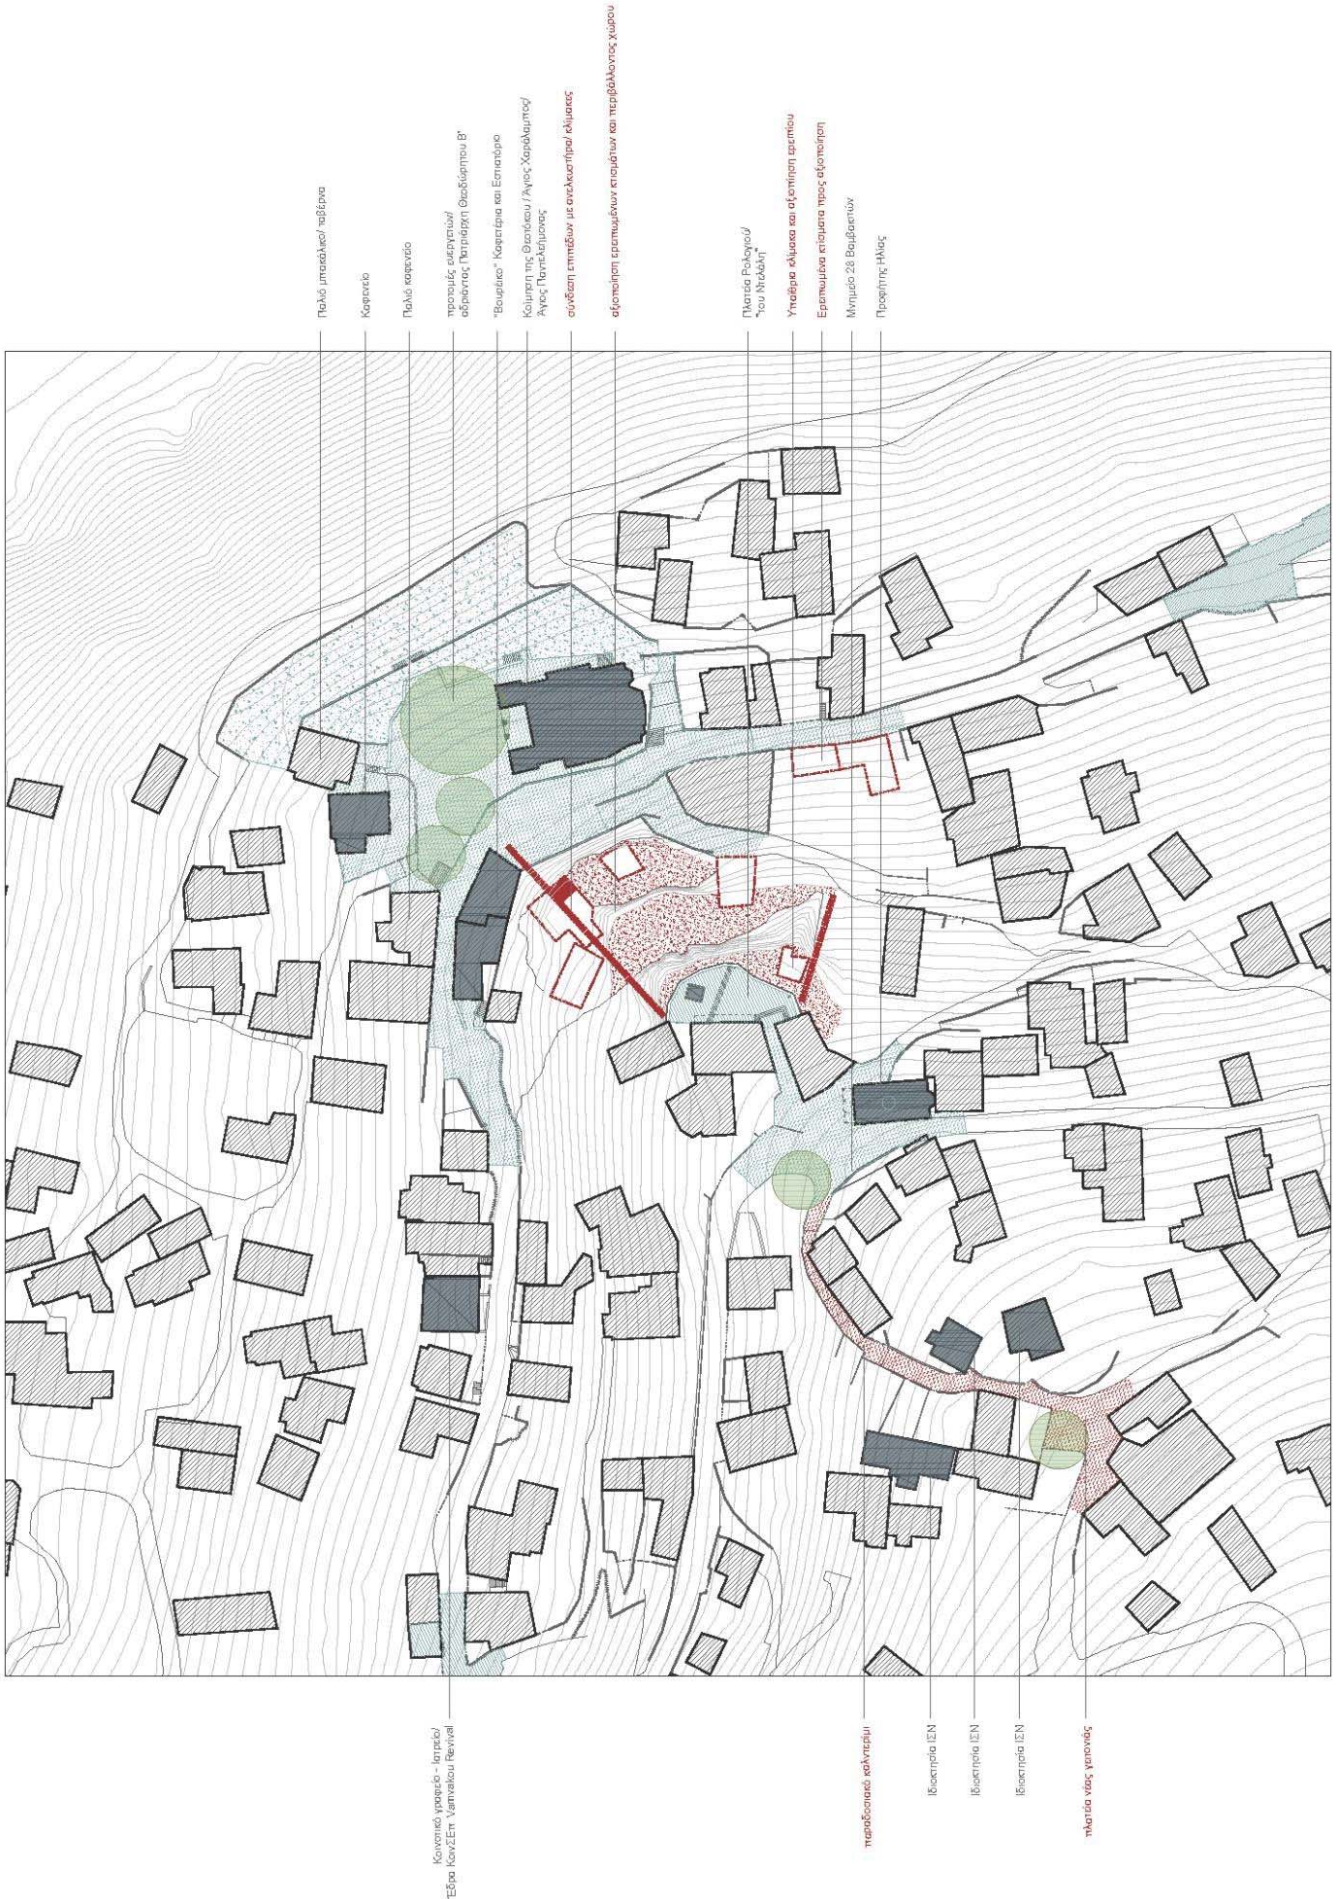 Παλιό μπακάλικο/ ταβέρνα
Καφενείο
Παλιό καφενείο
προτομές ευεργετών/
αδριάντας Πατριάρχη Θεοδώρητου Β'
"Βουρέικο" Καφετέρια και Εστιατόριο
Κοίμηση της Θεοτόκου / Άγιος Χαράλαμπος/
Άγιος Παντελεήμονας
σύνδεση επιπέδων με ανελκυστήρα/ κλίμακες
αξιοποίηση ερειπωμένων κτισμάτων και περιβάλλοντος χώρου
Πλατεία Ρολογιού/
"του Ντελάλη"
Υπαίθρια κλίμακα και αξιοποίηση ερειπίου
Ερειπωμένα κτίσματα προς αξιοποίηση
Μνημείο 28 Βαμβακιτών
Προφήτης Ηλίας
Κοινοτικό γραφείο - Ιατρείο/
Έδρα ΚοινΣΕπ Vamvakou Revival
παραδοσιακό καλντερίμι
Ιδιοκτησία ΙΣΝ
Ιδιοκτησία ΙΣΝ
Ιδιοκτησία ΙΣΝ
πλατεία νέας γειτονιάς